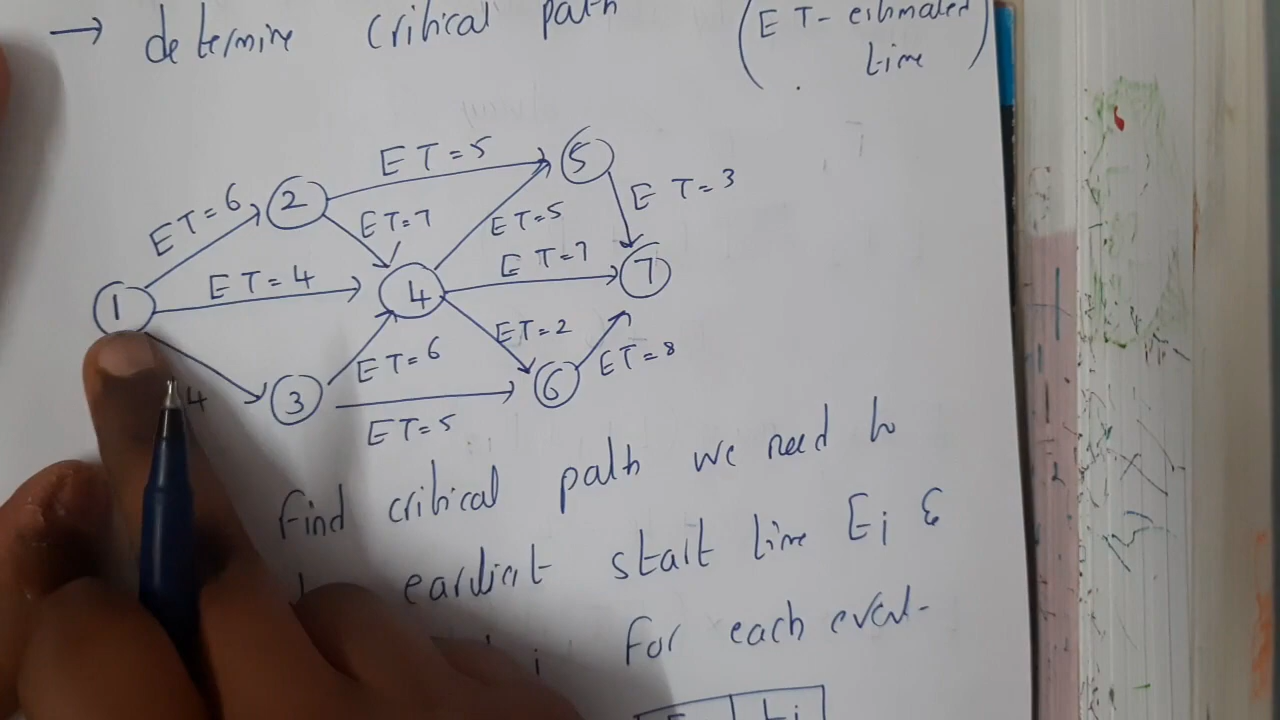 → determine critical path
(ET- estimated time)
ET=5
5
ET=6
2
ET=7
ET=5
ET=3
1
ET=4
4
ET=7
7
ET=6
ET=2
4
3
6
ET=8
ET=5
find critical path we need to
earliest start time Ei &
i for each event-
Li